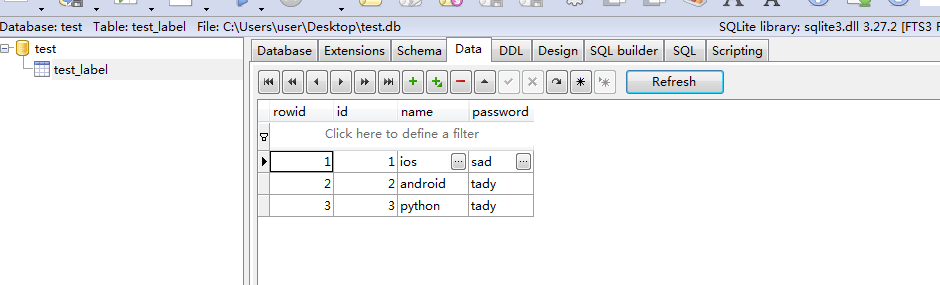 Database: test   Table: test_label   File: C:\Users\user\Desktop\test.db   SQLite library: sqlite3.dll 3.27.2 [FTS3
test
test_label
Database Extensions Schema Data DDL Design SQL builder SQL Scripting
Refresh
rowid id name password
Click here to define a filter
1 1 ios ... sad ...
2 2 android tady
3 3 python tady